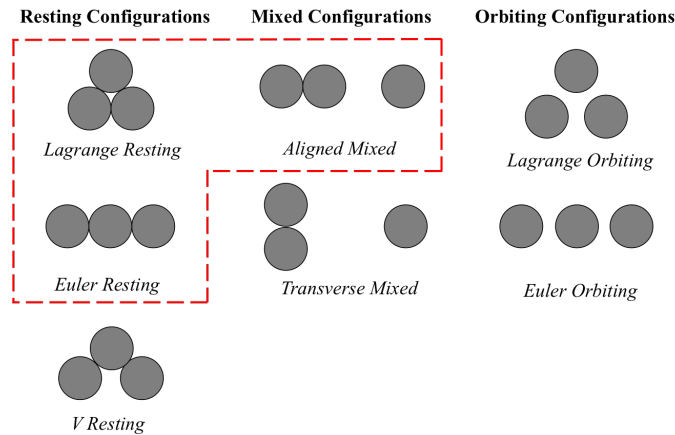 Resting Configurations
Mixed Configurations
Orbiting Configurations
Lagrange Resting
Aligned Mixed
Lagrange Orbiting
Euler Resting
Transverse Mixed
Euler Orbiting
V Resting